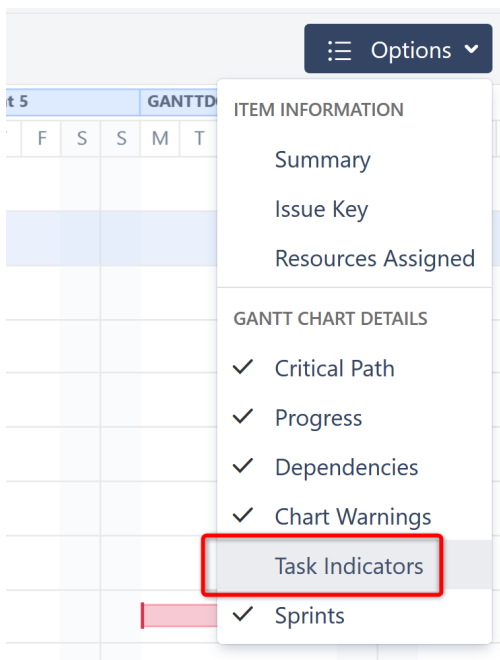 Options
t 5
GANTTD
F S S M T
ITEM INFORMATION
Summary
Issue Key
Resources Assigned
GANTT CHART DETAILS
Critical Path
Progress
Dependencies
Chart Warnings
Task Indicators
Sprints